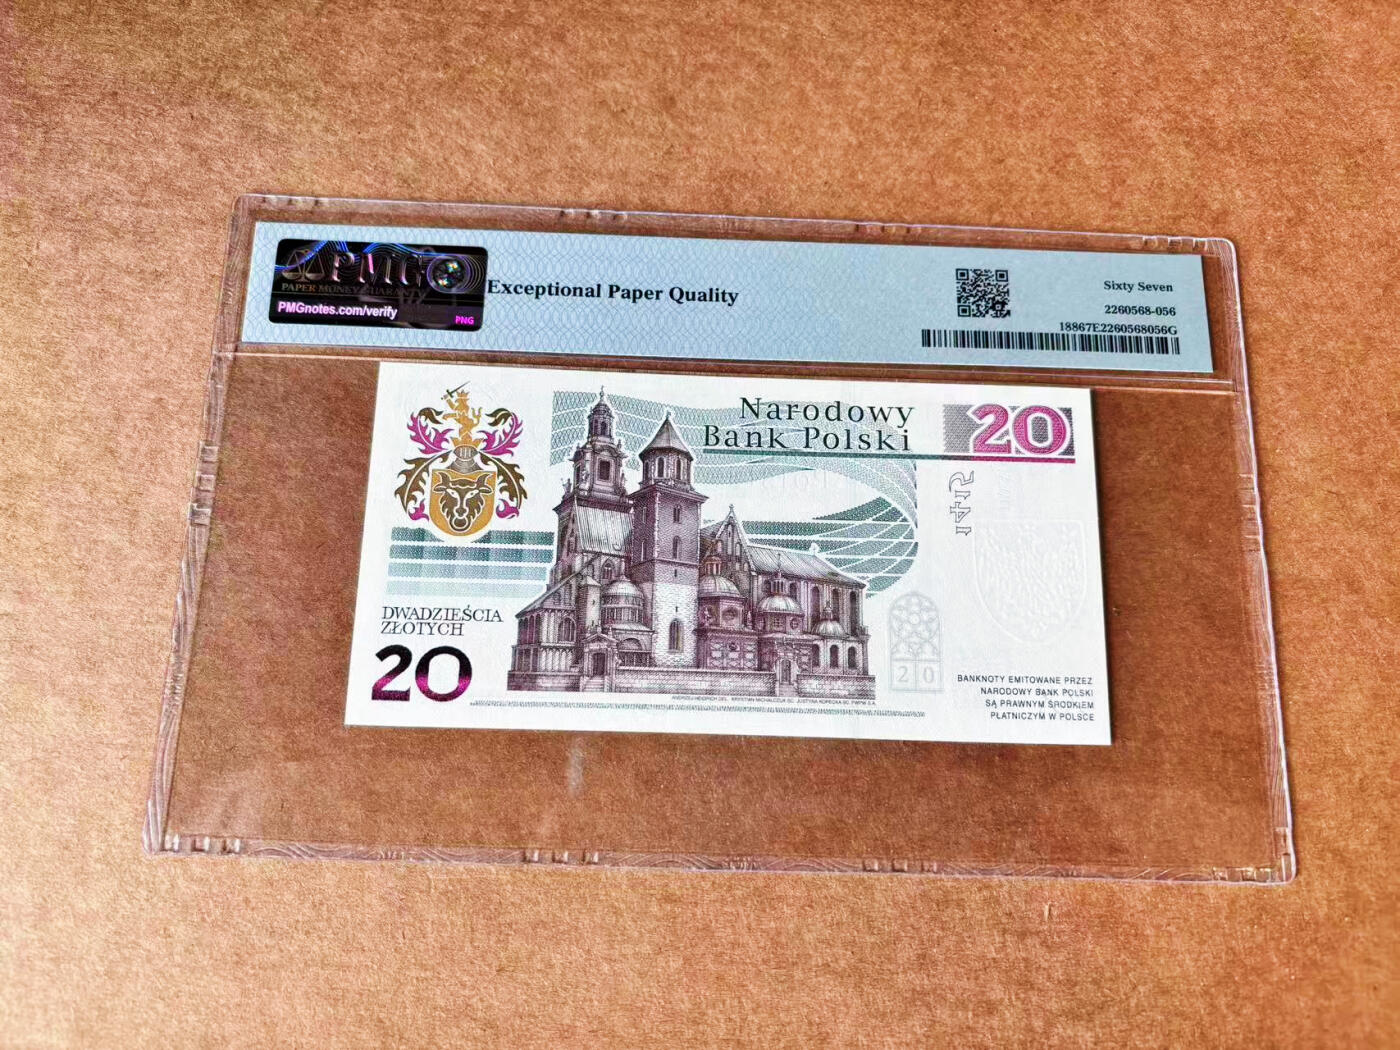 PMG
PAPER MONEY GUARANTY
PMGnotes.com/verify
PNG
Exceptional Paper Quality
Sixty Seven
2260568-056
18867E2260568056G
Narodowy
Bank Polski
20
DWADZIEŚCIA
ZŁOTYCH
20
20
BANKNOTY EMITOWANE PRZEZ
NARODOWY BANK POLSKI
SĄ PRAWNYM ŚRODKIEM
PŁATNICZYM W POLSCE